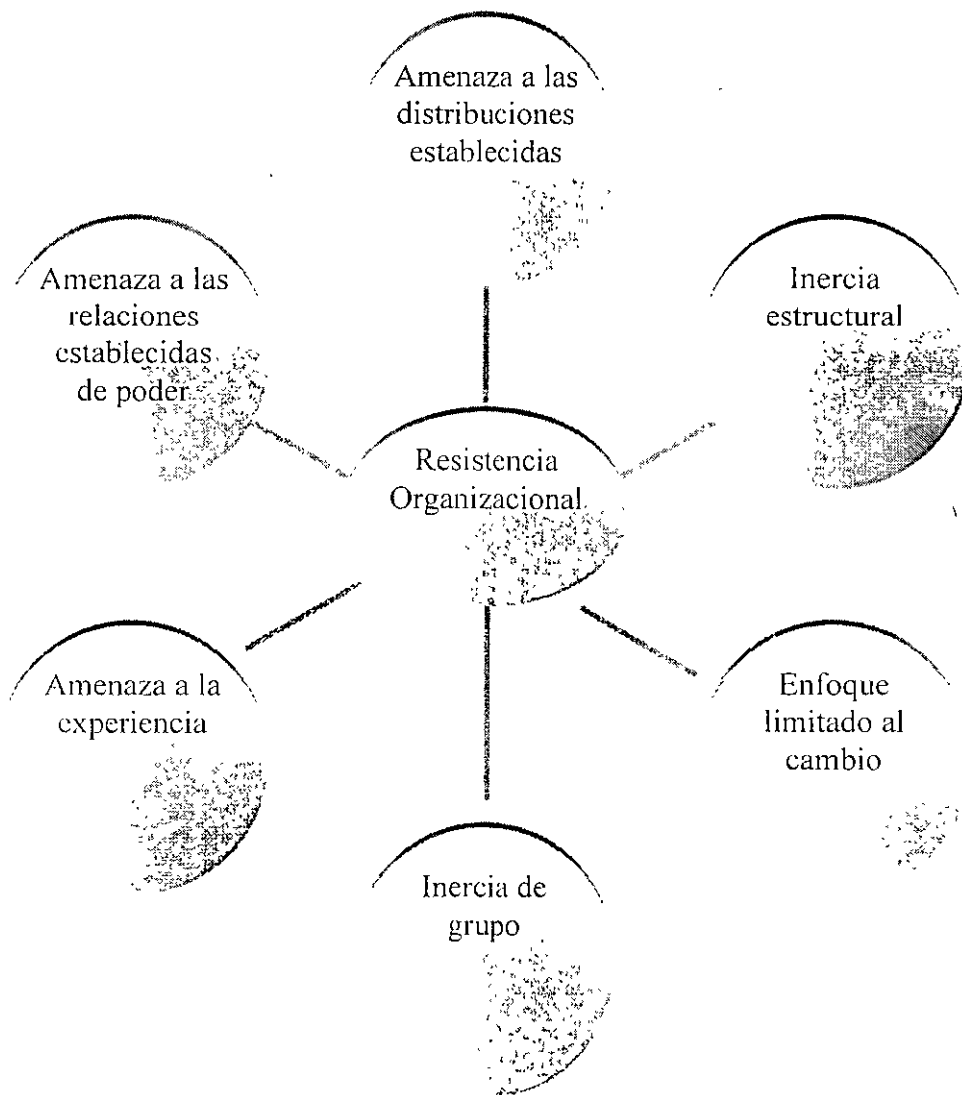 Amenaza a las
distribuciones
establecidas
Amenaza a las
relaciones
establecidas
de poder
Inercia
estructural
Resistencia
Organizacional
Amenaza a la
experiencia
Enfoque
limitado al
cambio
Inercia de
grupo